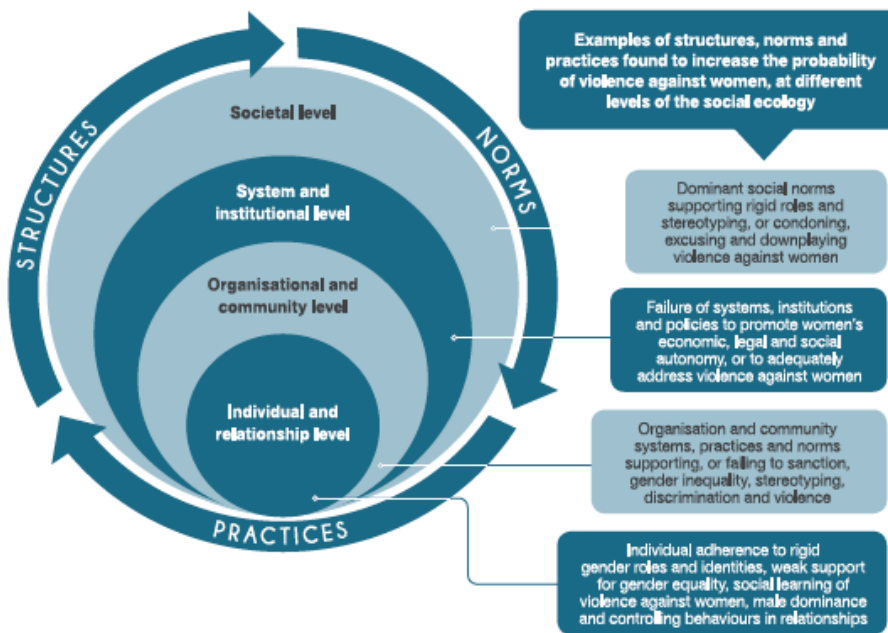 STRUCTURES
NORMS
PRACTICES
Societal level
System and
institutional level
Organisational and
community level
Individual and
relationship level
Examples of structures, norms and
practices found to increase the probability
of violence against women, at different
levels of the social ecology
Dominant social norms
supporting rigid roles and
stereotyping, or condoning,
excusing and downplaying
violence against women
Failure of systems, institutions
and policies to promote women's
economic, legal and social
autonomy, or to adequately
address violence against women
Organisation and community
systems, practices and norms
supporting, or failing to sanction,
gender inequality, stereotyping,
discrimination and violence
Individual adherence to rigid
gender roles and identities, weak support
for gender equality, social learning of
violence against women, male dominance
and controlling behaviours in relationships